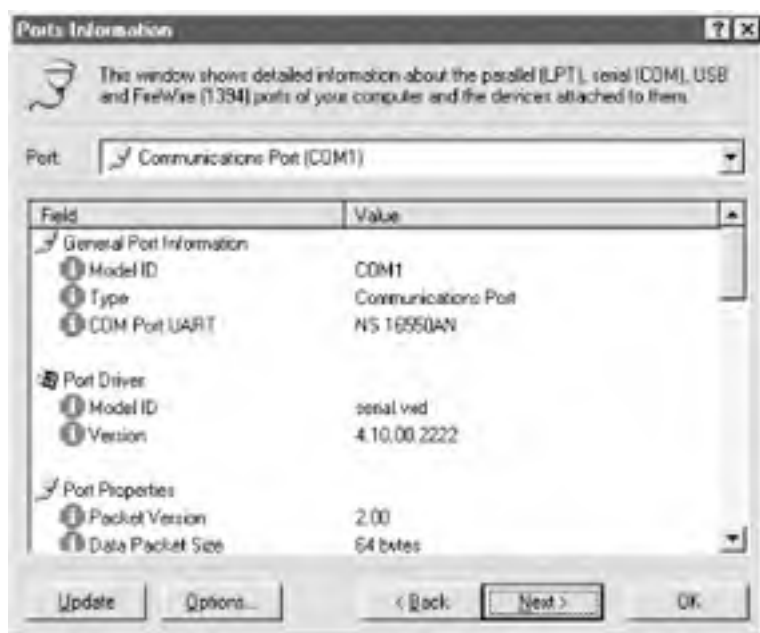 Ports Information
This window shows detailed information about the parallel (LPT), serial (COM), USB
and FireWire (1394) ports of your computer and the devices attached to them.
Port Communications Port (COM1)
Field Value
General Port Information
Model ID COM1
Type Communications Port
COM Port UART NS 16550AN
Port Driver
Model ID serial.vxd
Version 4.10.00.2222
Port Properties
Packet Version 2.00
Data Packet Size 64 bytes
Update Options... < Back Next > OK